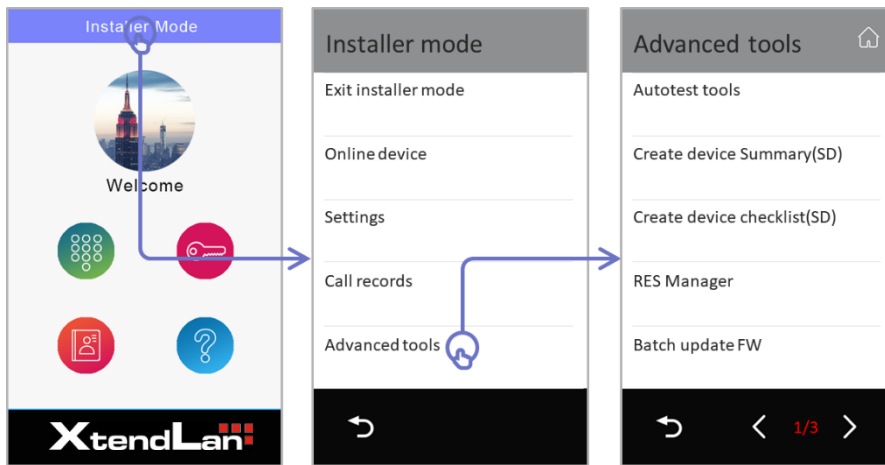 Installer Mode
Welcome
XtendLan
Installer mode
Exit installer mode
Online device
Settings
Call records
Advanced tools
Advanced tools
Autotest tools
Create device Summary(SD)
Create device checklist(SD)
RES Manager
Batch update FW
1/3